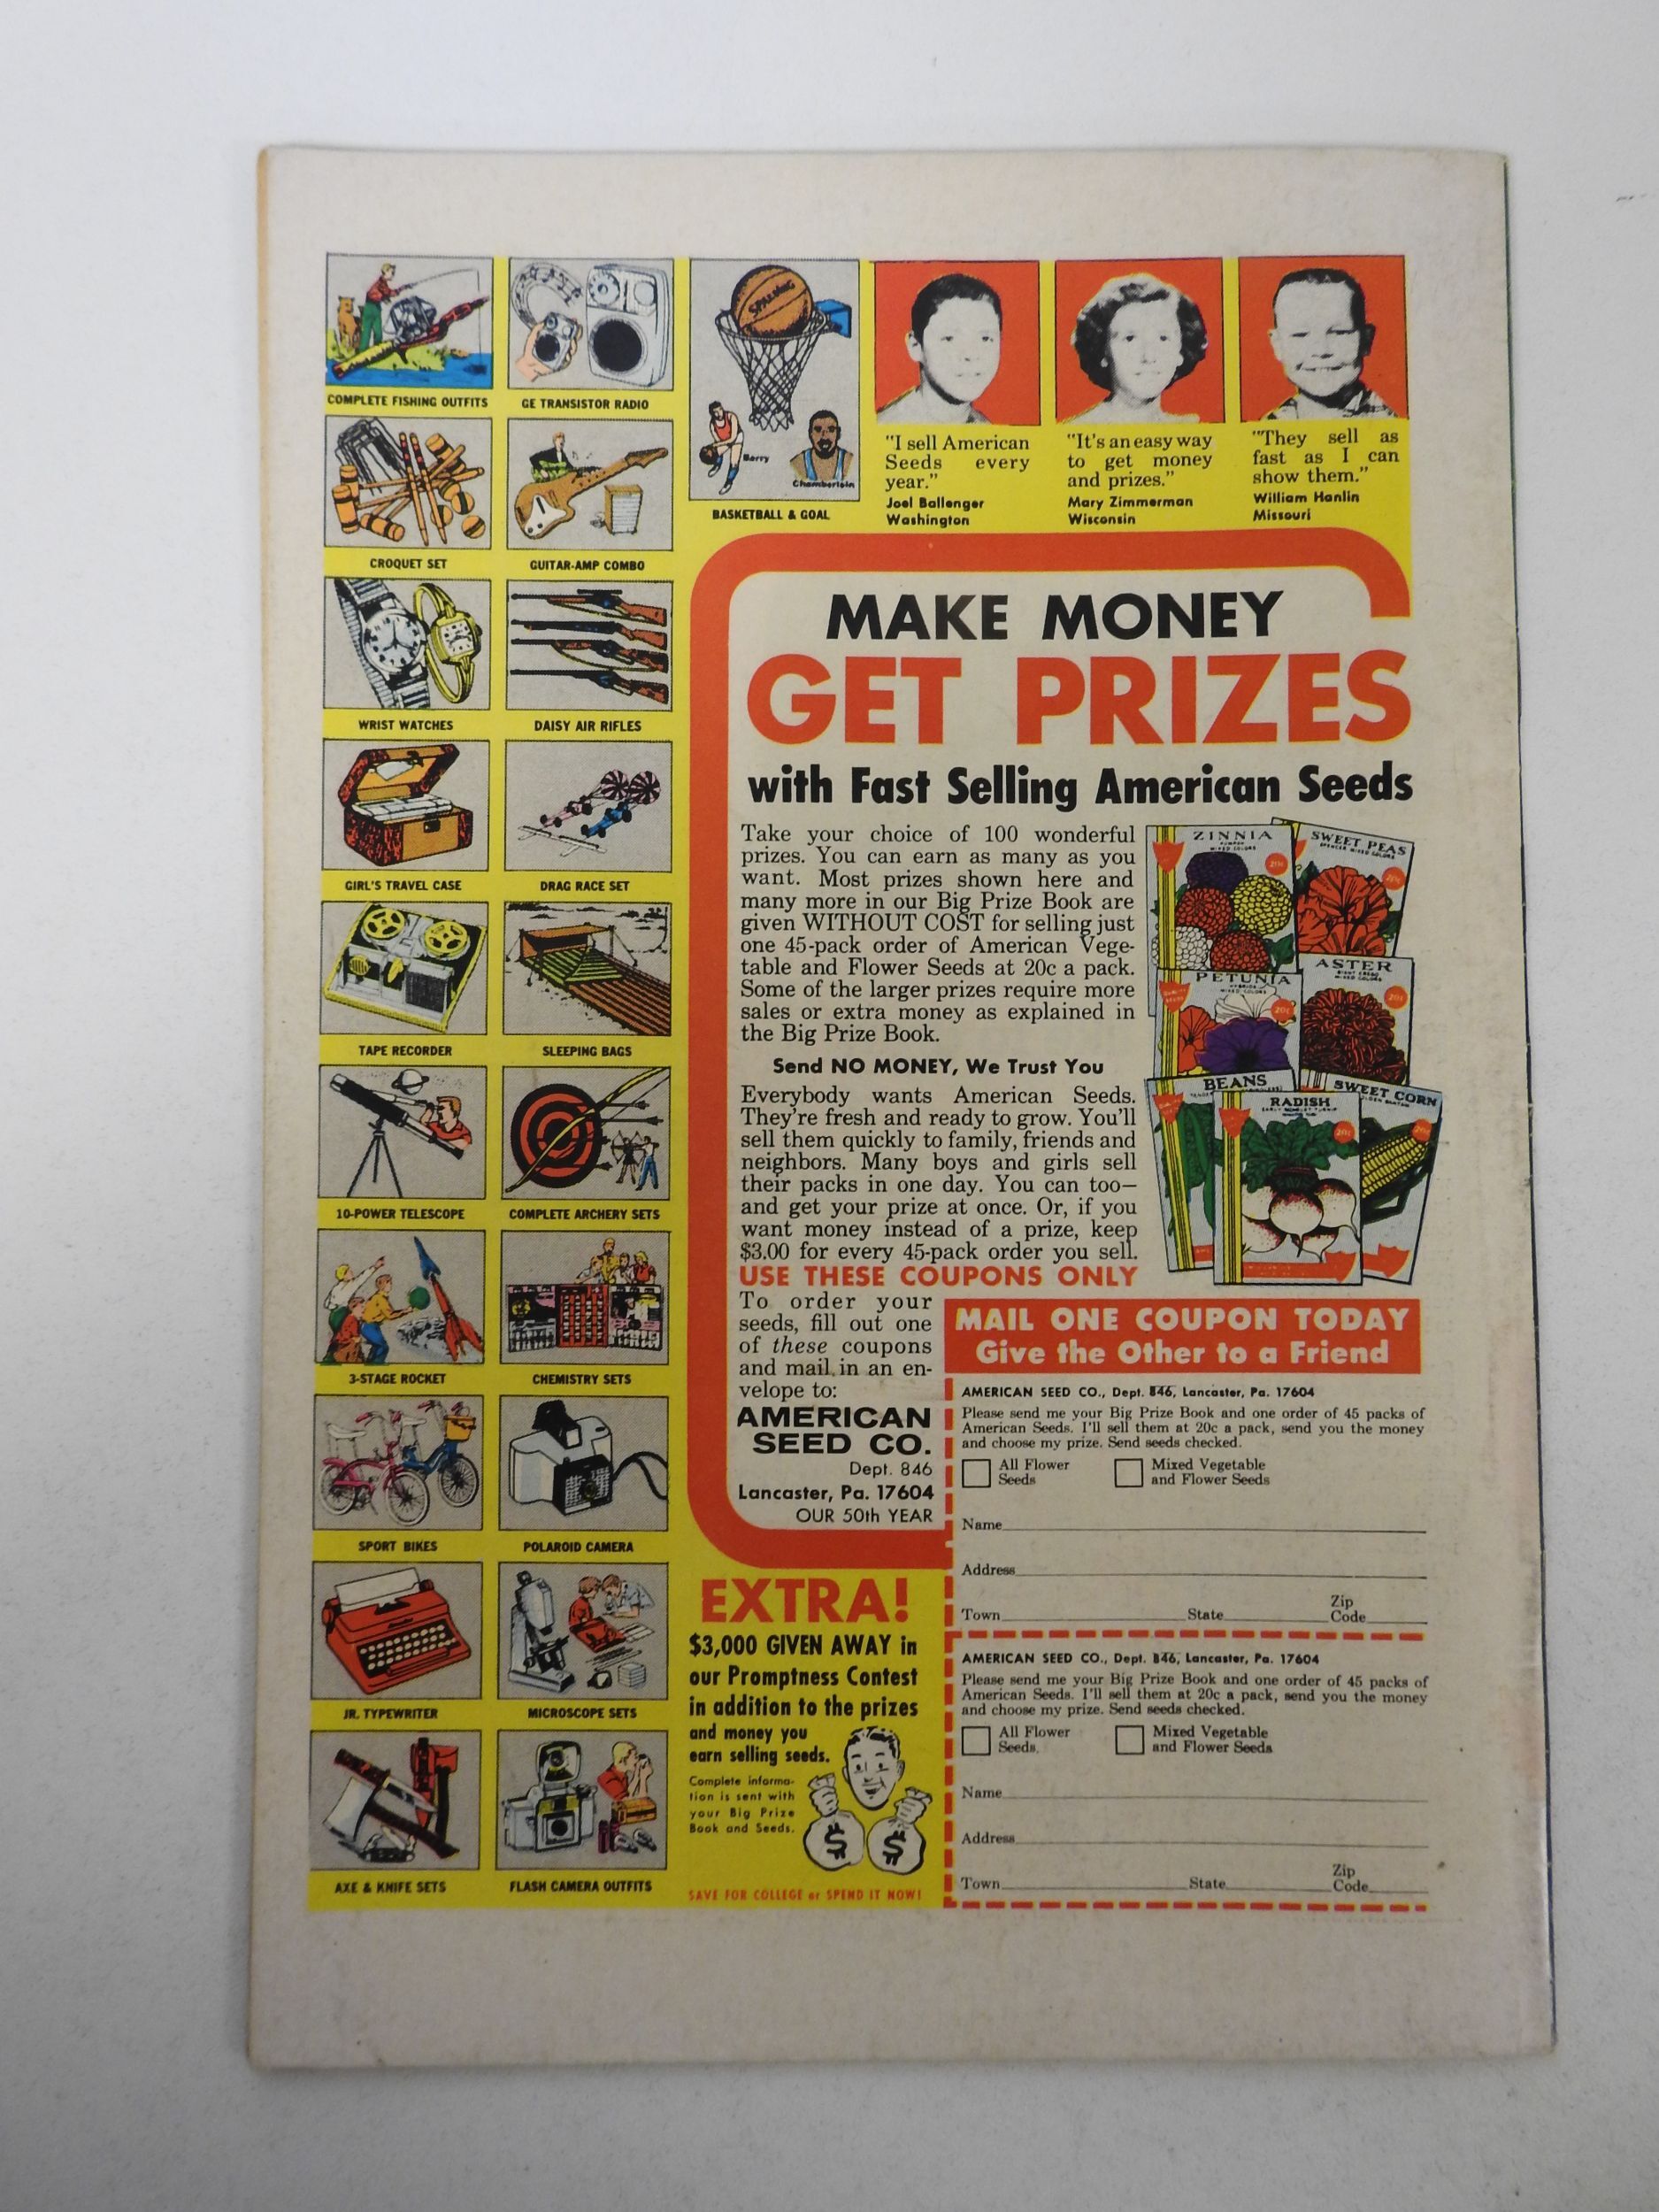 COMPLETE FISHING OUTFITS
GE TRANSISTOR RADIO
SPALDING
Barry
Chamberlain
BASKETBALL & GOAL
"I sell American
Seeds every
year."
Joel Ballenger
Washington
"It's an easy way
to get money
and prizes."
Mary Zimmerman
Wisconsin
"They sell as
fast as I can
show them."
William Hanlin
Missouri
CROQUET SET
GUITAR-AMP COMBO
WRIST WATCHES
DAISY AIR RIFLES
GIRL'S TRAVEL CASE
DRAG RACE SET
TAPE RECORDER
SLEEPING BAGS
10-POWER TELESCOPE
COMPLETE ARCHERY SETS
3-STAGE ROCKET
CHEMISTRY SETS
SPORT BIKES
POLAROID CAMERA
JR. TYPEWRITER
MICROSCOPE SETS
AXE & KNIFE SETS
FLASH CAMERA OUTFITS
MAKE MONEY
GET PRIZES
with Fast Selling American Seeds
Take your choice of 100 wonderful
prizes. You can earn as many as you
want. Most prizes shown here and
many more in our Big Prize Book are
given WITHOUT COST for selling just
one 45-pack order of American Vege-
table and Flower Seeds at 20c a pack.
Some of the larger prizes require more
sales or extra money as explained in
the Big Prize Book.
Send NO MONEY, We Trust You
Everybody wants American Seeds.
They're fresh and ready to grow. You'll
sell them quickly to family, friends and
neighbors. Many boys and girls sell
their packs in one day. You can too—
and get your prize at once. Or, if you
want money instead of a prize, keep
$3.00 for every 45-pack order you sell.
USE THESE COUPONS ONLY
To order your
seeds, fill out one
of these coupons
and mail in an en-
velope to:
AMERICAN
SEED CO.
Dept. 846
Lancaster, Pa. 17604
OUR 50th YEAR
ZINNIA
MIXED COLORS
20c
SWEET PEAS
SPENCER MIXED COLORS
20c
PETUNIA
MIXED COLORS
20c
ASTER
MIXED COLORS
20c
BEANS
RADISH
20c
SWEET CORN
20c
MAIL ONE COUPON TODAY
Give the Other to a Friend
AMERICAN SEED CO., Dept. 846, Lancaster, Pa. 17604
Please send me your Big Prize Book and one order of 45 packs of
American Seeds. I'll sell them at 20c a pack, send you the money
and choose my prize. Send seeds checked.
All Flower
Seeds
Mixed Vegetable
and Flower Seeds
Name
Address
Town State Zip Code
AMERICAN SEED CO., Dept. 846, Lancaster, Pa. 17604
Please send me your Big Prize Book and one order of 45 packs of
American Seeds. I'll sell them at 20c a pack, send you the money
and choose my prize. Send seeds checked.
All Flower
Seeds.
Mixed Vegetable
and Flower Seeds
Name
Address
Town State Zip Code
EXTRA!
$3,000 GIVEN AWAY in
our Promptness Contest
in addition to the prizes
and money you
earn selling seeds.
Complete informa-
tion is sent with
your Big Prize
Book and Seeds.
$ $
SAVE FOR COLLEGE or SPEND IT NOW!